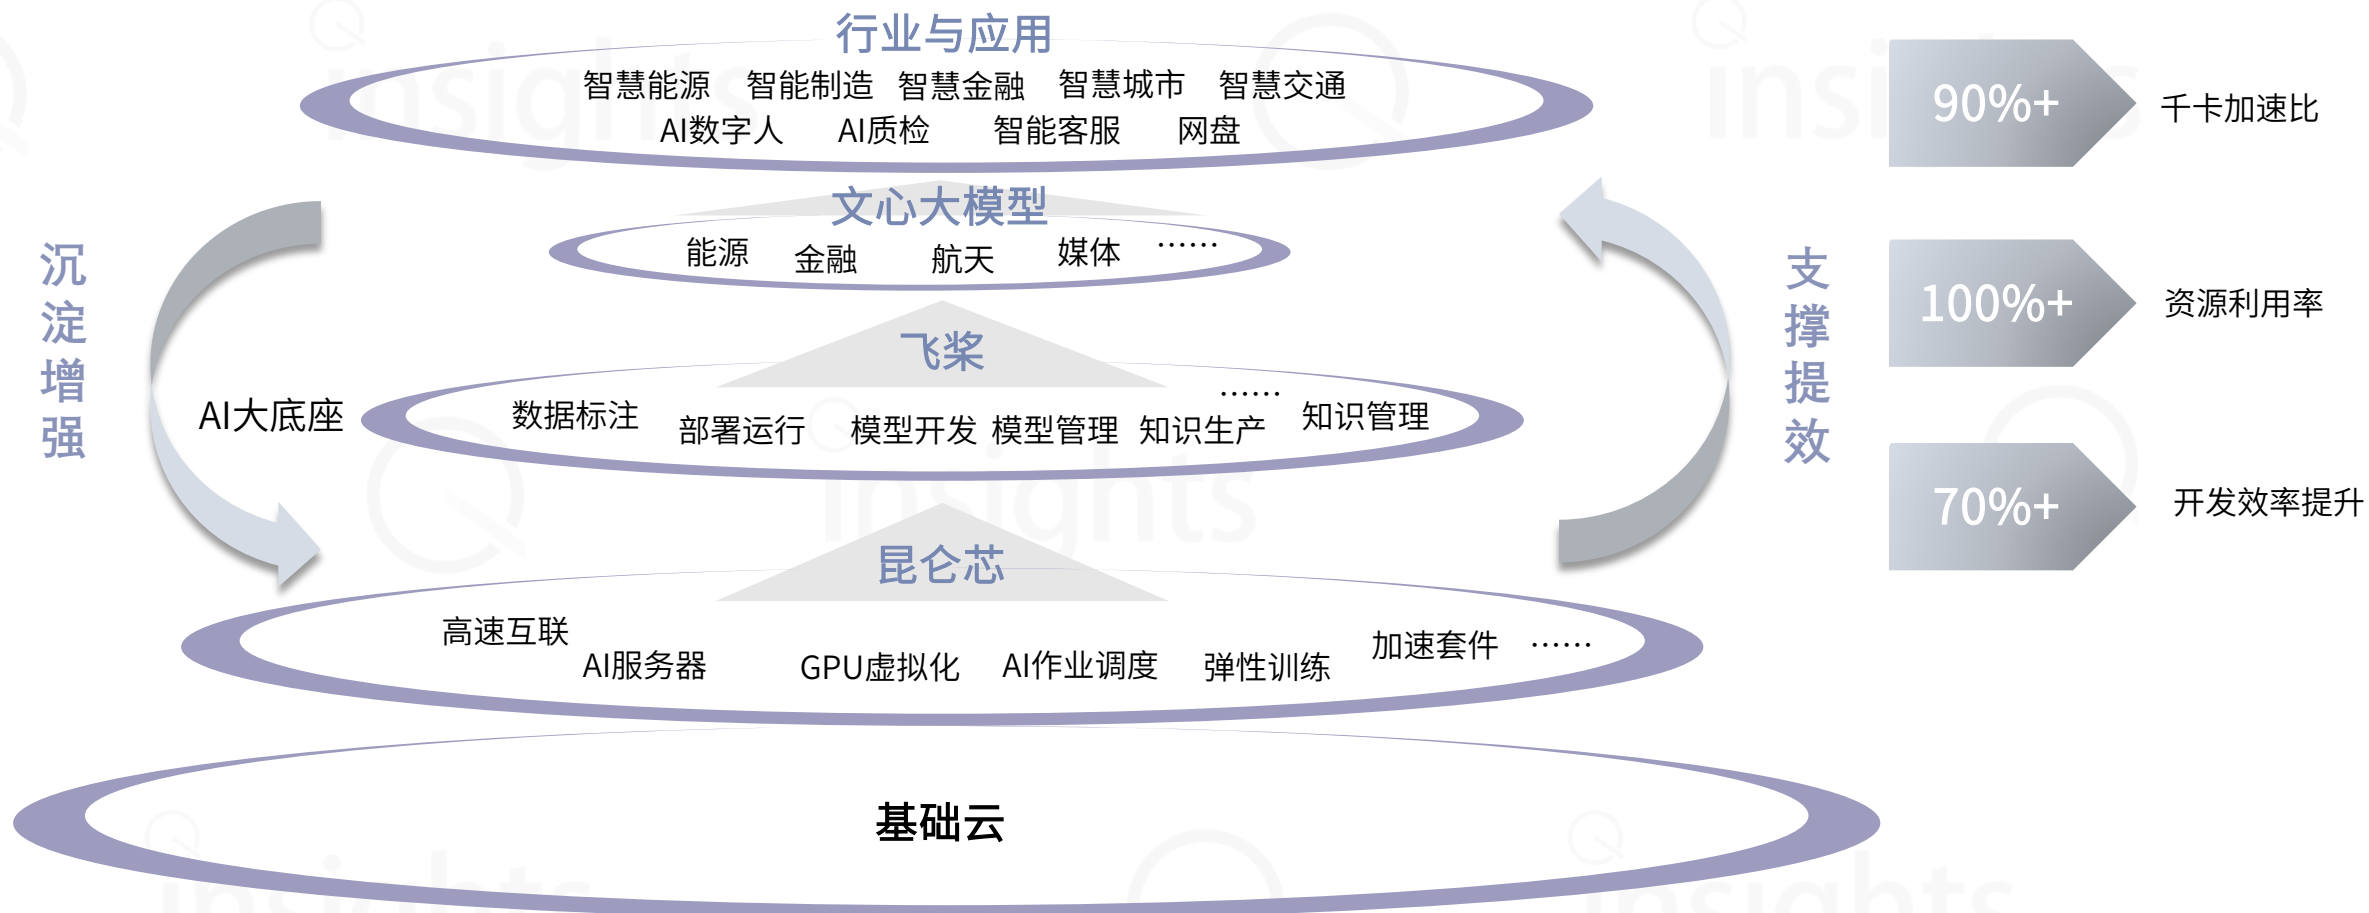 行业与应用
智慧能源 智能制造 智慧金融 智慧城市 智慧交通
AI数字人 AI质检 智能客服 网盘
文心大模型
能源 金融 航天 媒体 ……
飞桨
数据标注 部署运行 模型开发 模型管理 知识生产 …… 知识管理
AI大底座
昆仑芯
高速互联 AI服务器 GPU虚拟化 AI作业调度 弹性训练 加速套件 ……
基础云
沉淀增强
支撑提效
90%+ 千卡加速比
100%+ 资源利用率
70%+ 开发效率提升
insights
insights
insights
insights
insights